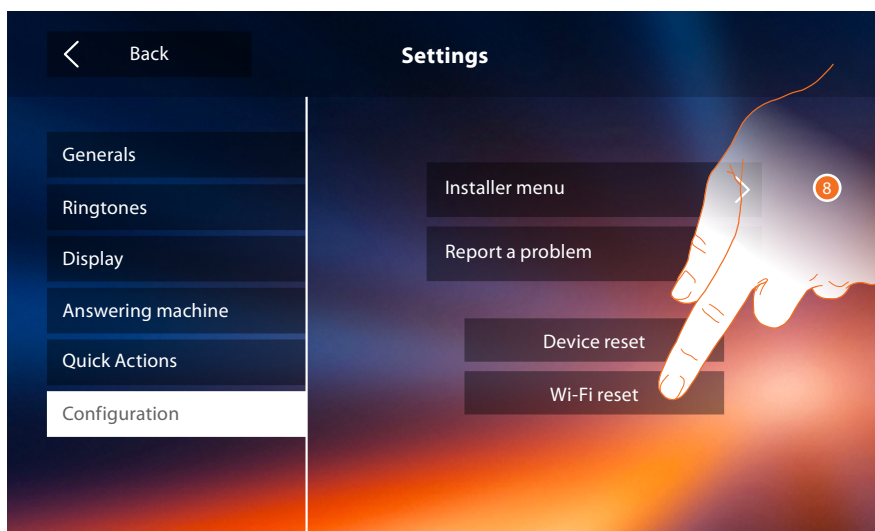 Back
Settings
Generals
Ringtones
Display
Answering machine
Quick Actions
Configuration
Installer menu
Report a problem
Device reset
Wi-Fi reset
8